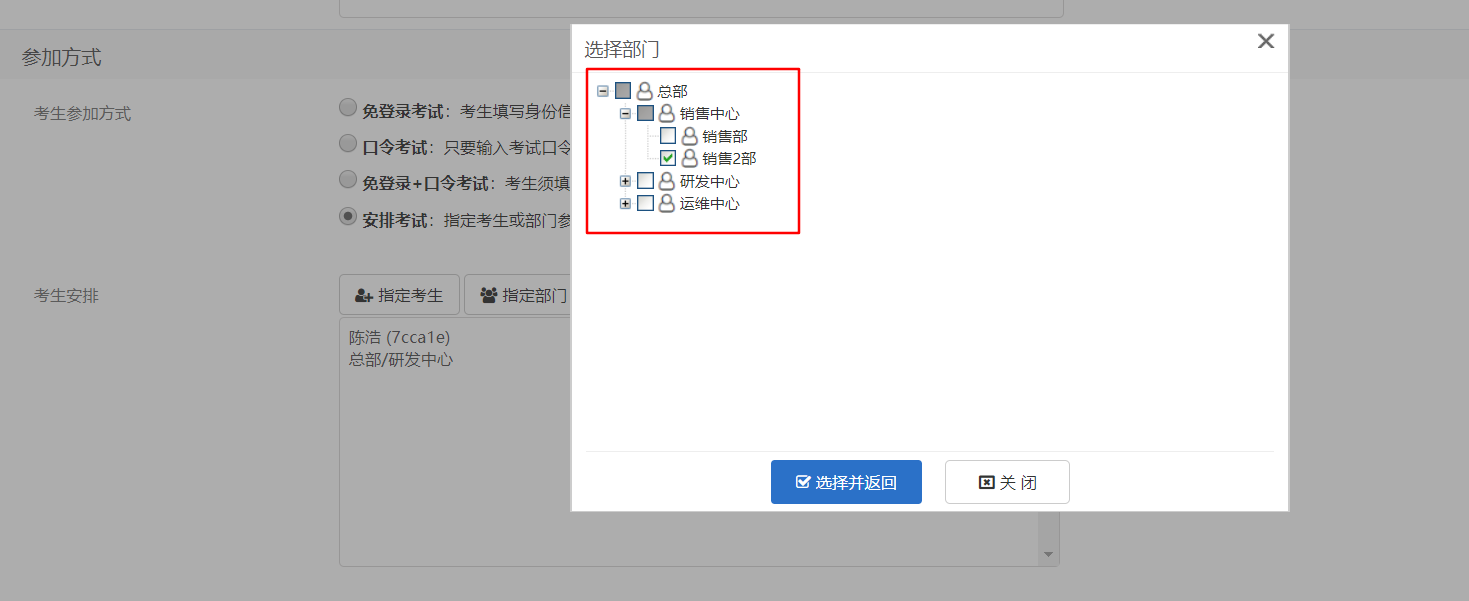 参加方式
考生参加方式
免登录考试：考生填写身份信
口令考试：只要输入考试口令
免登录+口令考试：考生须填
安排考试：指定考生或部门参
考生安排
指定考生
指定部门
陈浩 (7cca1e)
总部/研发中心
选择部门
总部
销售中心
销售部
销售2部
研发中心
运维中心
选择并返回
关 闭